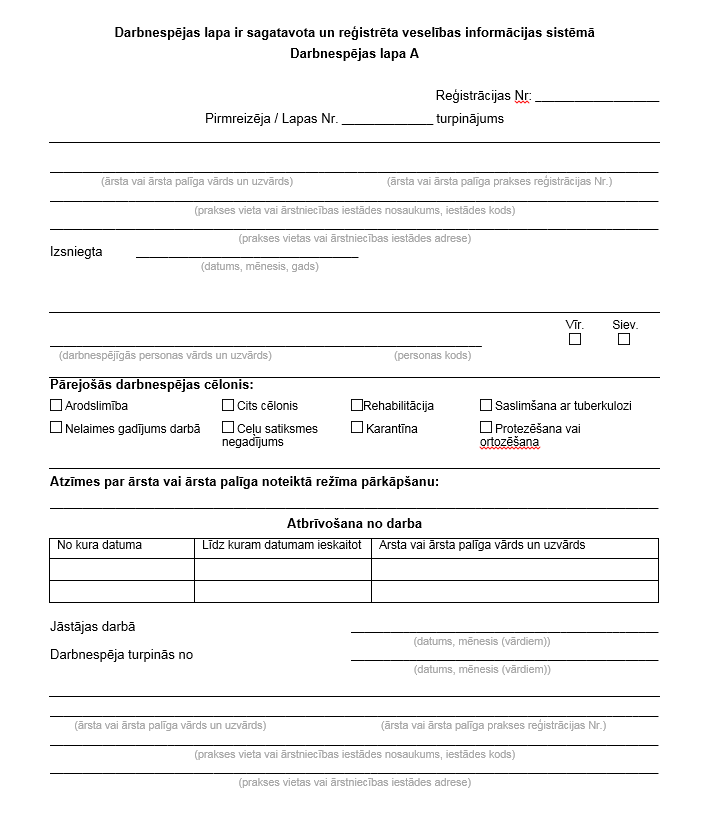 Darbnespējas lapa ir sagatavota un reģistrēta veselības informācijas sistēmā
Darbnespējas lapa A
Reģistrācijas Nr: __________________
Pirmreizēja / Lapas Nr. _____________ turpinājums
(ārsta vai ārsta palīga vārds un uzvārds) (ārsta vai ārsta palīga prakses reģistrācijas Nr.)
(prakses vieta vai ārstniecības iestādes nosaukums, iestādes kods)
(prakses vietas vai ārstniecības iestādes adrese)
Izsniegta
(datums, mēnesis, gads)
Vīr. Siev.
(darbnespējīgās personas vārds un uzvārds) (personas kods)
Pārejošās darbnespējas cēlonis:
Arodslimība Cits cēlonis Rehabilitācija Saslimšana ar tuberkulozi
Nelaimes gadījums darbā Ceļu satiksmes Karantīna Protezēšana vai
negadījums ortozēšana
Atzīmes par ārsta vai ārsta palīga noteiktā režīma pārkāpšanu:
Atbrīvošana no darba
No kura datuma Līdz kuram datumam ieskaitot Ārsta vai ārsta palīga vārds un uzvārds
Jāstājas darbā
(datums, mēnesis (vārdiem))
Darbnespēja turpinās no
(datums, mēnesis (vārdiem))
(ārsta vai ārsta palīga vārds un uzvārds) (ārsta vai ārsta palīga prakses reģistrācijas Nr.)
(prakses vieta vai ārstniecības iestādes nosaukums, iestādes kods)
(prakses vietas vai ārstniecības iestādes adrese)